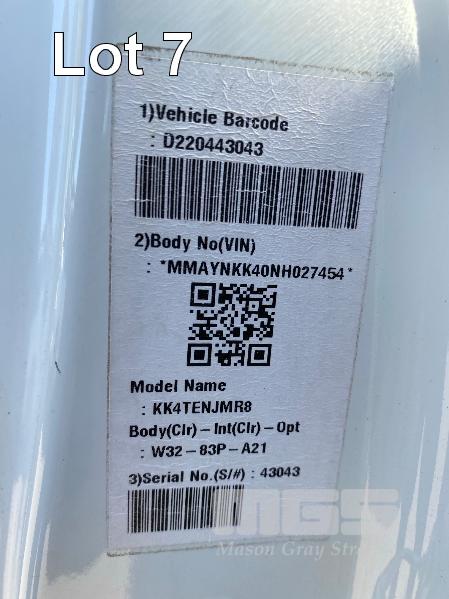 Lot 7
1)Vehicle Barcode
: D220443043
2)Body No(VIN)
: *MMAYNKK40NH027454*
Model Name
: KK4TENJMR8
Body(Clr)-Int(Clr)-Opt
: W32-83P-A21
3)Serial No.(S/#) : 43043
MGS
Mason Gray